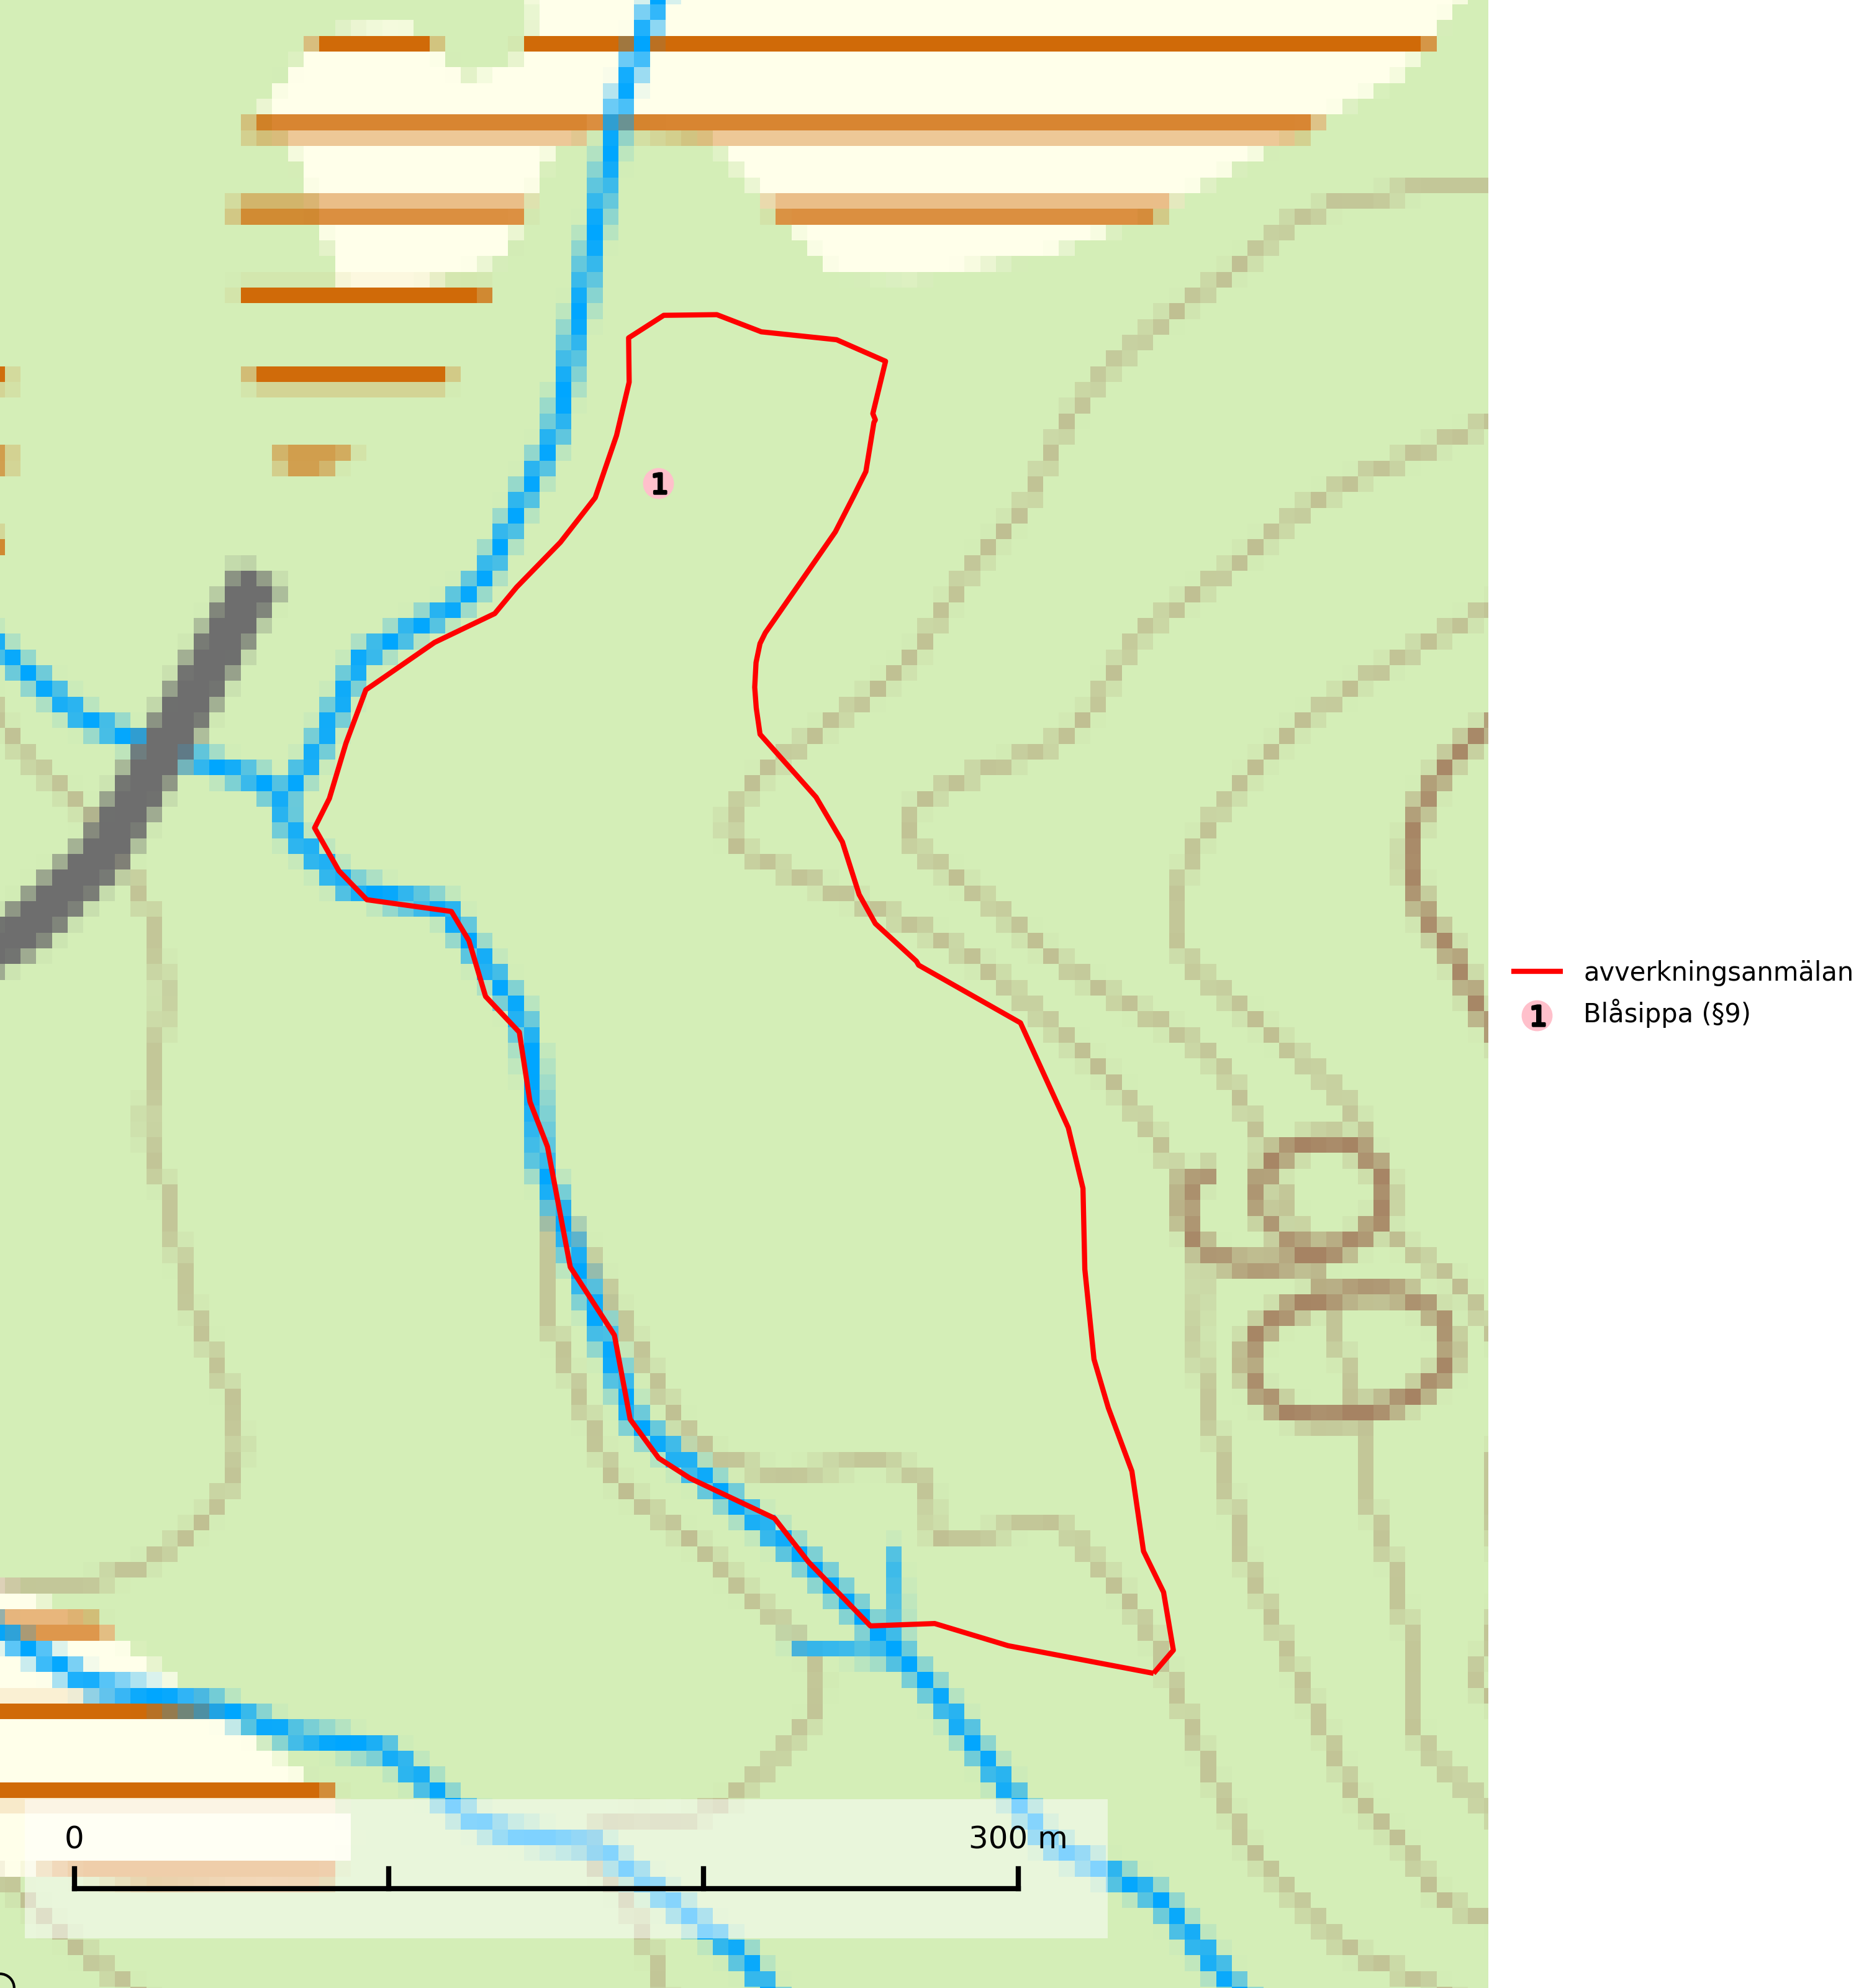 1
avverkningsanmälan
1 Blåsippa (§9)
0 300 m